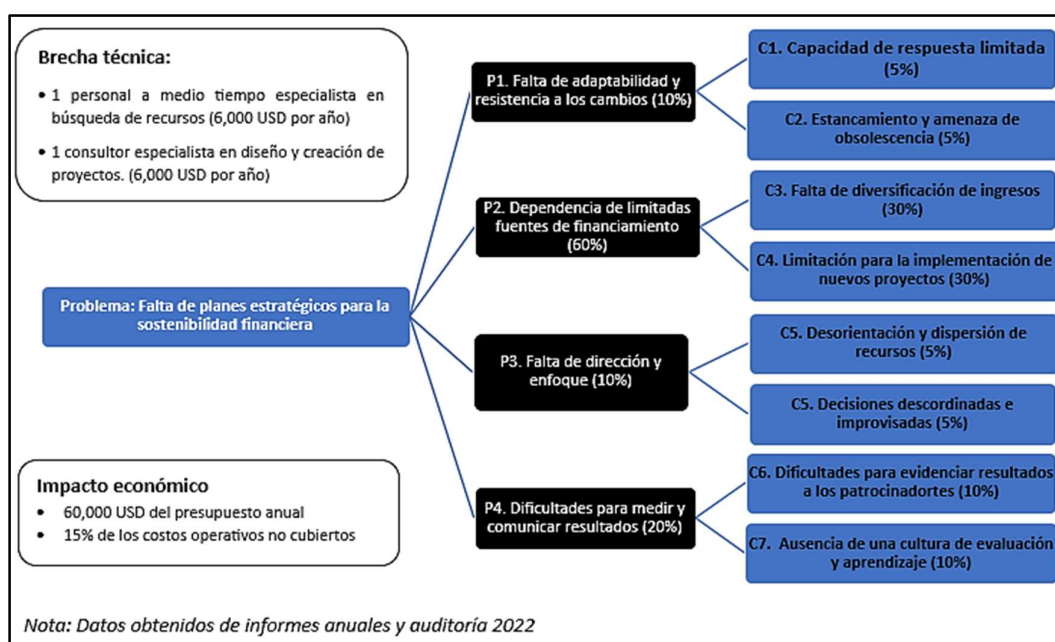 Brecha técnica:
• 1 personal a medio tiempo especialista en
búsqueda de recursos (6,000 USD por año)
• 1 consultor especialista en diseño y creación de
proyectos. (6,000 USD por año)
Problema: Falta de planes estratégicos para la
sostenibilidad financiera
Impacto económico
• 60,000 USD del presupuesto anual
• 15% de los costos operativos no cubiertos
P1. Falta de adaptabilidad y
resistencia a los cambios (10%)
P2. Dependencia de limitadas
fuentes de financiamiento
(60%)
P3. Falta de dirección y
enfoque (10%)
P4. Dificultades para medir y
comunicar resultados (20%)
C1. Capacidad de respuesta limitada
(5%)
C2. Estancamiento y amenaza de
obsolescencia (5%)
C3. Falta de diversificación de ingresos
(30%)
C4. Limitación para la implementación de
nuevos proyectos (30%)
C5. Desorientación y dispersión de
recursos (5%)
C5. Decisiones descordinadas e
improvisadas (5%)
C6. Dificultades para evidenciar resultados
a los patrocinadortes (10%)
C7. Ausencia de una cultura de evaluación
y aprendizaje (10%)
Nota: Datos obtenidos de informes anuales y auditoría 2022